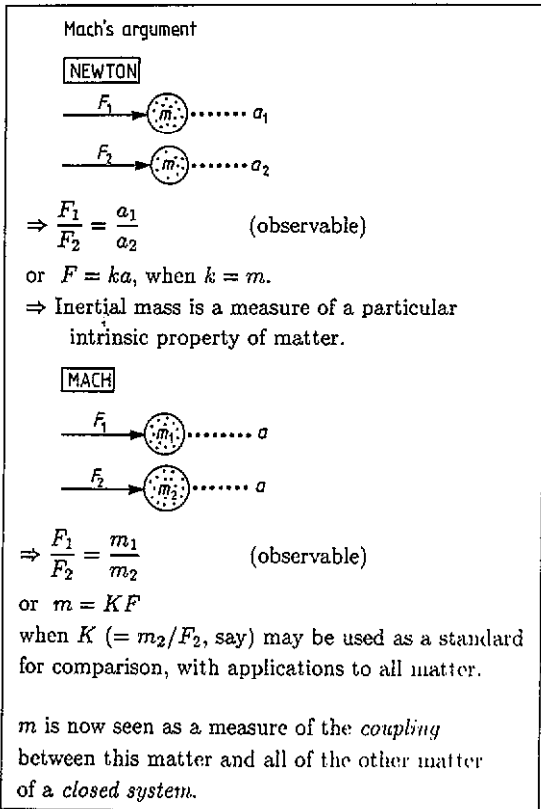 Mach's argument
NEWTON
F₁ m a₁
F₂ m a₂
⇒ F₁/F₂ = a₁/a₂ (observable)
or F = ka, when k = m.
⇒ Inertial mass is a measure of a particular
intrinsic property of matter.
MACH
F₁ m₁ a
F₂ m₂ a
⇒ F₁/F₂ = m₁/m₂ (observable)
or m = KF
when K (= m₂/F₂, say) may be used as a standard
for comparison, with applications to all matter.
m is now seen as a measure of the coupling
between this matter and all of the other matter
of a closed system.